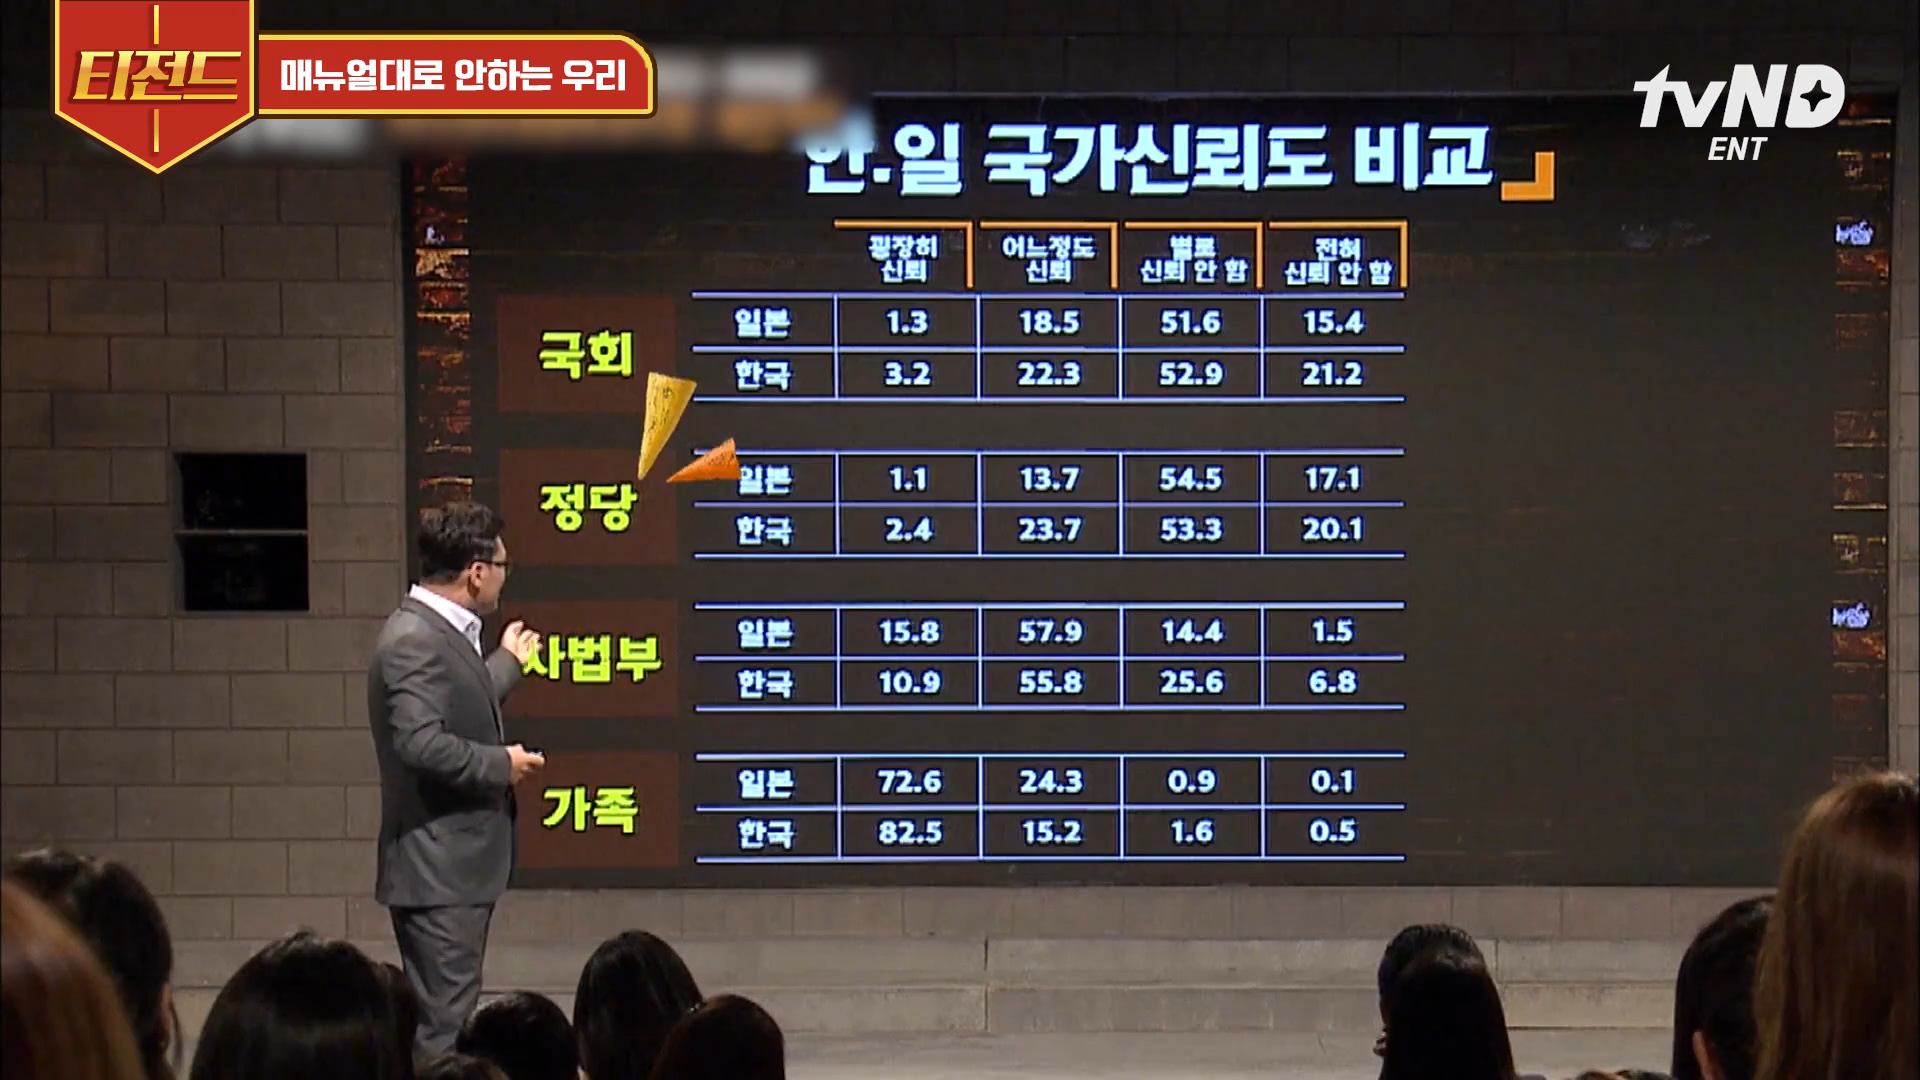 티전드
매뉴얼대로 안하는 우리
tvND
ENT
한.일 국가신뢰도 비교
굉장히 신뢰
어느정도 신뢰
별로 신뢰 안 함
전혀 신뢰 안 함
국회
일본 1.3 18.5 51.6 15.4
한국 3.2 22.3 52.9 21.2
정당
일본 1.1 13.7 54.5 17.1
한국 2.4 23.7 53.3 20.1
사법부
일본 15.8 57.9 14.4 1.5
한국 10.9 55.8 25.6 6.8
가족
일본 72.6 24.3 0.9 0.1
한국 82.5 15.2 1.6 0.5